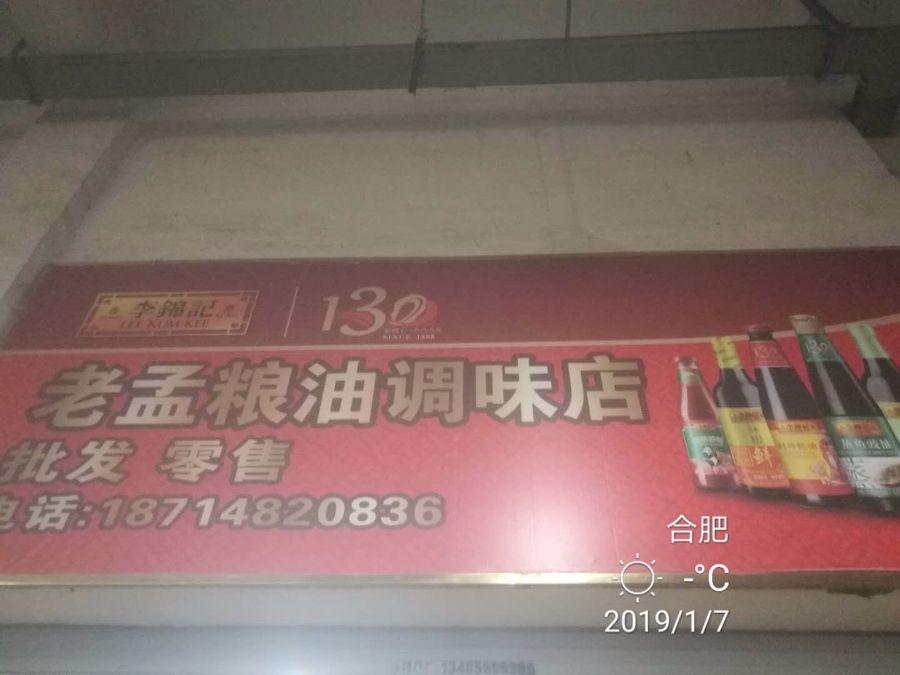 李錦記
LEE KUM KEE
130
SINCE 1888
老孟粮油调味店
批发 零售
电话:18714820836
合肥
-°C
2019/1/7